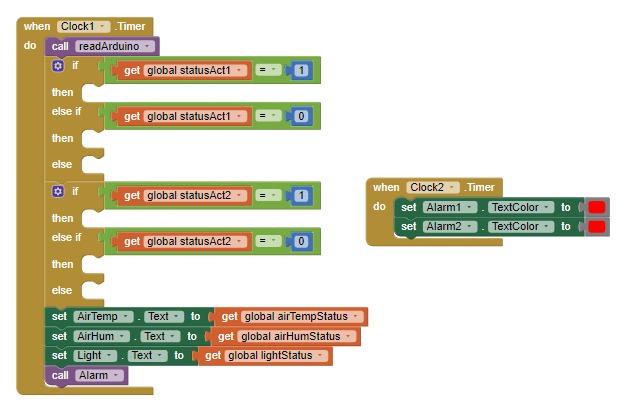 when Clock1 .Timer
do call readArduino
if get global statusAct1 = 1
then
else if get global statusAct1 = 0
then
else
if get global statusAct2 = 1
then
else if get global statusAct2 = 0
then
else
set AirTemp . Text to get global airTempStatus
set AirHum . Text to get global airHumStatus
set Light . Text to get global lightStatus
call Alarm
when Clock2 .Timer
do set Alarm1 . TextColor to
set Alarm2 . TextColor to